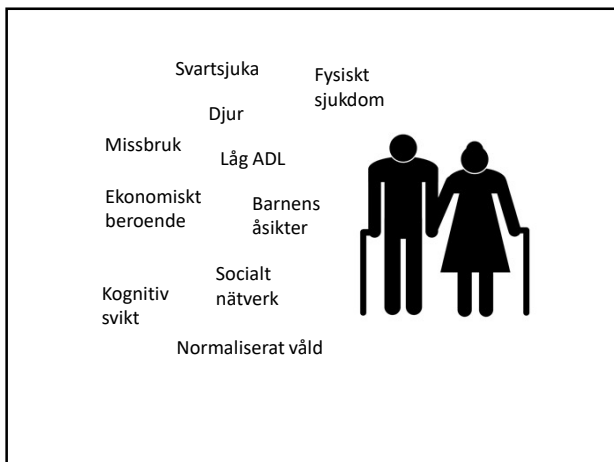 Svartsjuka
Fysiskt
sjukdom
Djur
Missbruk
Låg ADL
Ekonomiskt
beroende
Barnens
åsikter
Socialt
nätverk
Kognitiv
svikt
Normaliserat våld